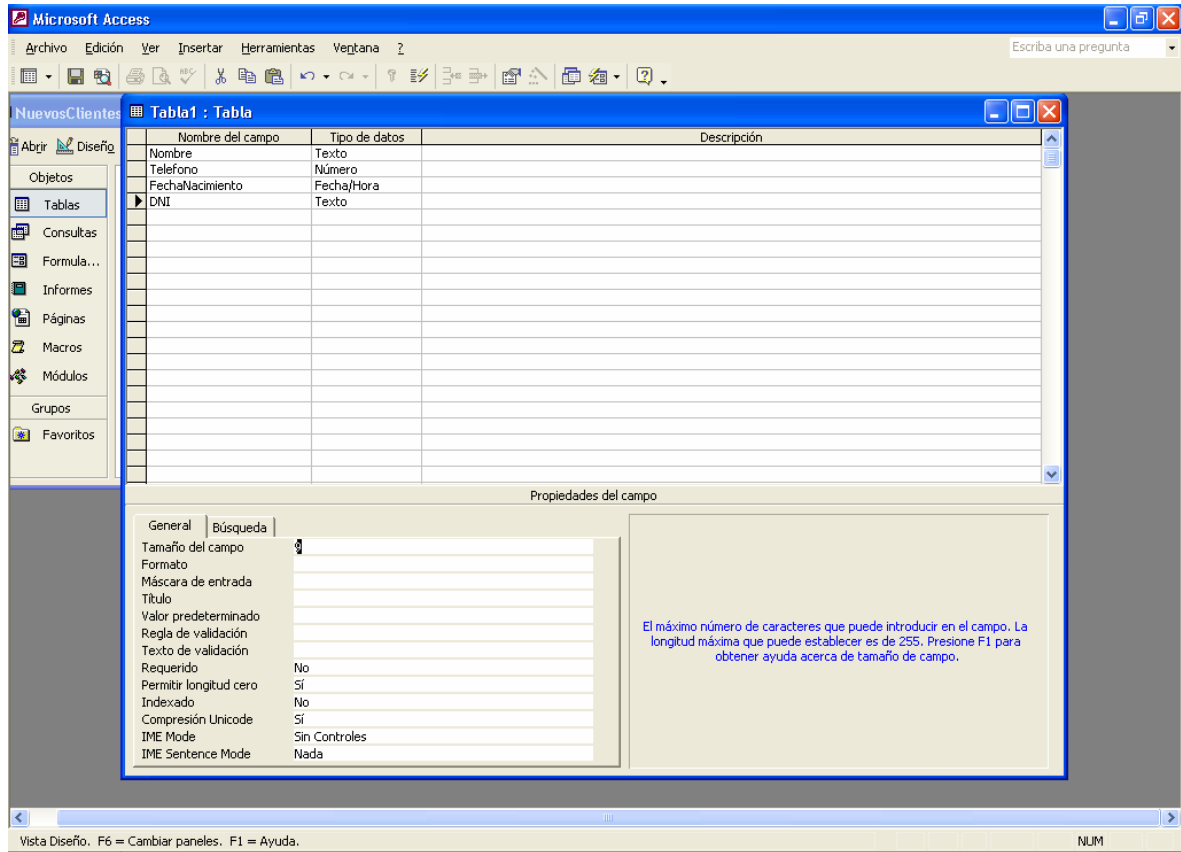 Microsoft Access
Archivo Edición Ver Insertar Herramientas Ventana ?
Escriba una pregunta
NuevosClientes
Tabla1 : Tabla
Abrir Diseño
Objetos
Tablas
Consultas
Formula...
Informes
Páginas
Macros
Módulos
Grupos
Favoritos
Nombre del campo Tipo de datos Descripción
Nombre Texto
Telefono Número
FechaNacimiento Fecha/Hora
DNI Texto
Propiedades del campo
General Búsqueda
Tamaño del campo 9
Formato
Máscara de entrada
Título
Valor predeterminado
Regla de validación
Texto de validación
Requerido No
Permitir longitud cero Sí
Indexado No
Compresión Unicode Sí
IME Mode Sin Controles
IME Sentence Mode Nada
El máximo número de caracteres que puede introducir en el campo. La
longitud máxima que puede establecer es de 255. Presione F1 para
obtener ayuda acerca de tamaño de campo.
Vista Diseño. F6 = Cambiar paneles. F1 = Ayuda.
NUM